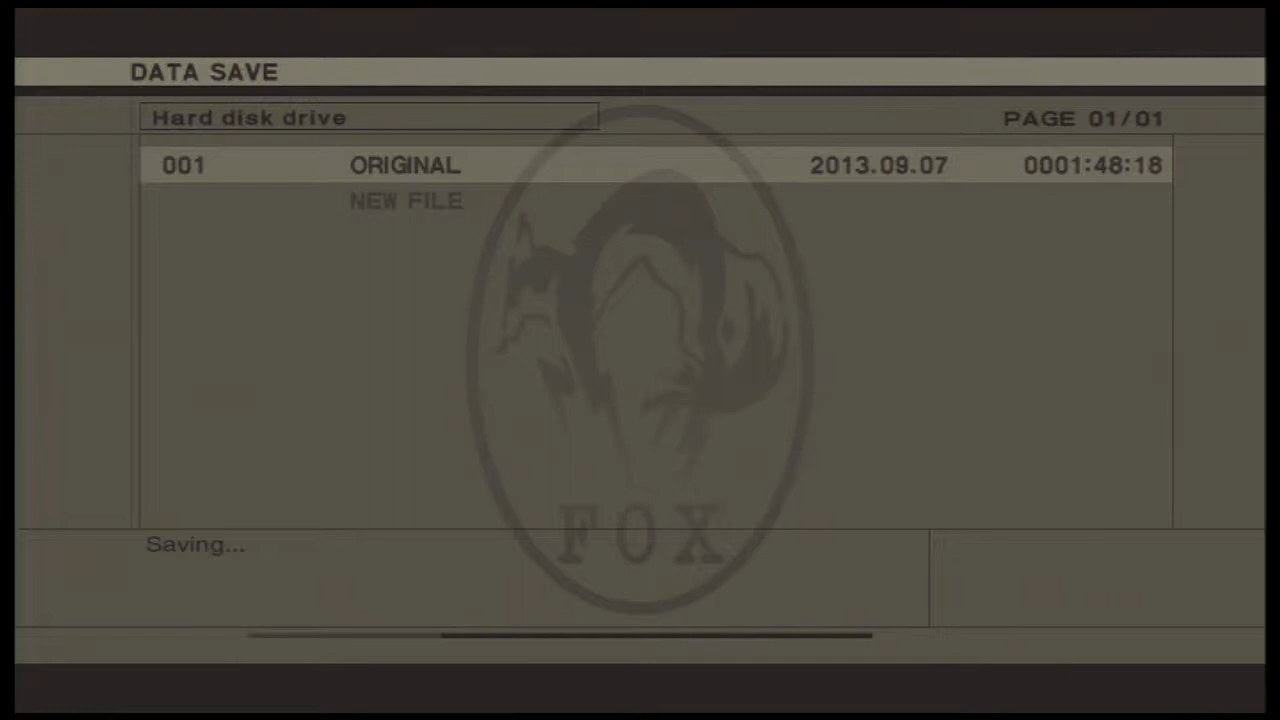 DATA SAVE
Hard disk drive PAGE 01/01
001 ORIGINAL 2013.09.07 0001:48:18
NEW FILE
FOX
Saving...